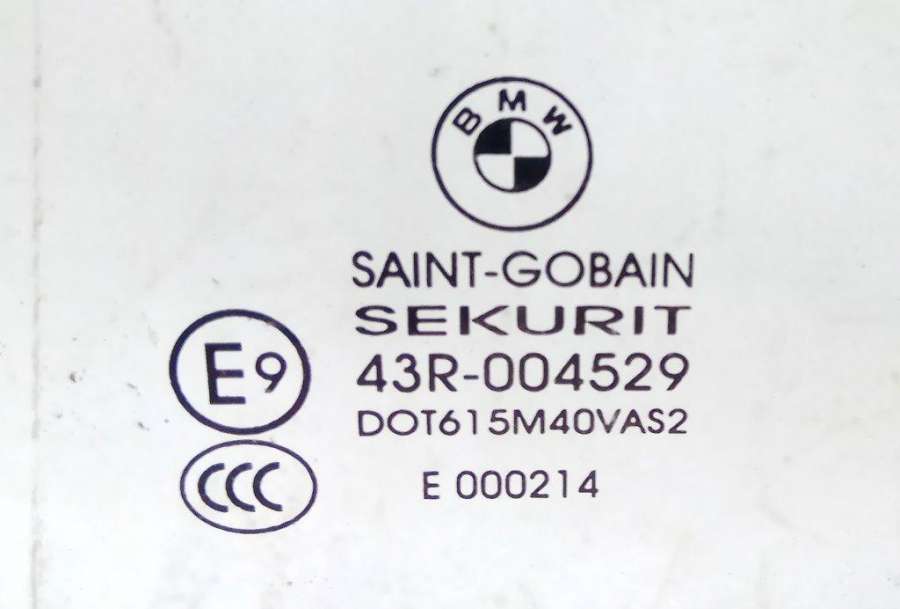 BMW
SAINT-GOBAIN
SEKURIT
E9
43R-004529
DOT615M40VAS2
CCC
E 000214